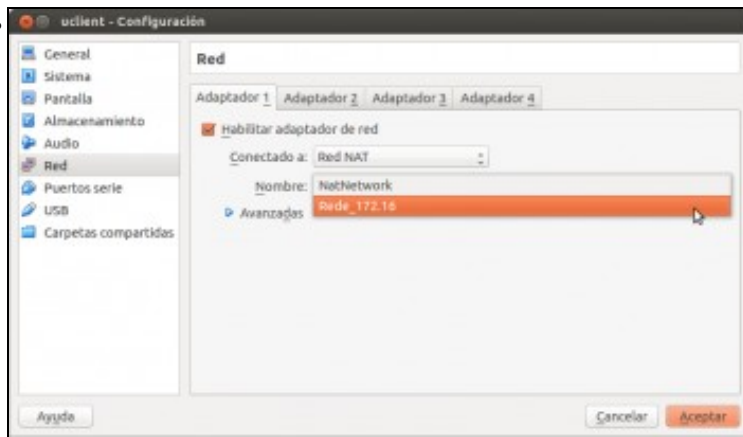 uclient - Configuración
General
Sistema
Pantalla
Almacenamiento
Audio
Red
Puertos serie
USB
Carpetas compartidas
Red
Adaptador 1 Adaptador 2 Adaptador 3 Adaptador 4
Habilitar adaptador de red
Conectado a: Red NAT
Nombre: NatNetwork
Rede_172.16
Avanzadas
Ayuda Cancelar Aceptar